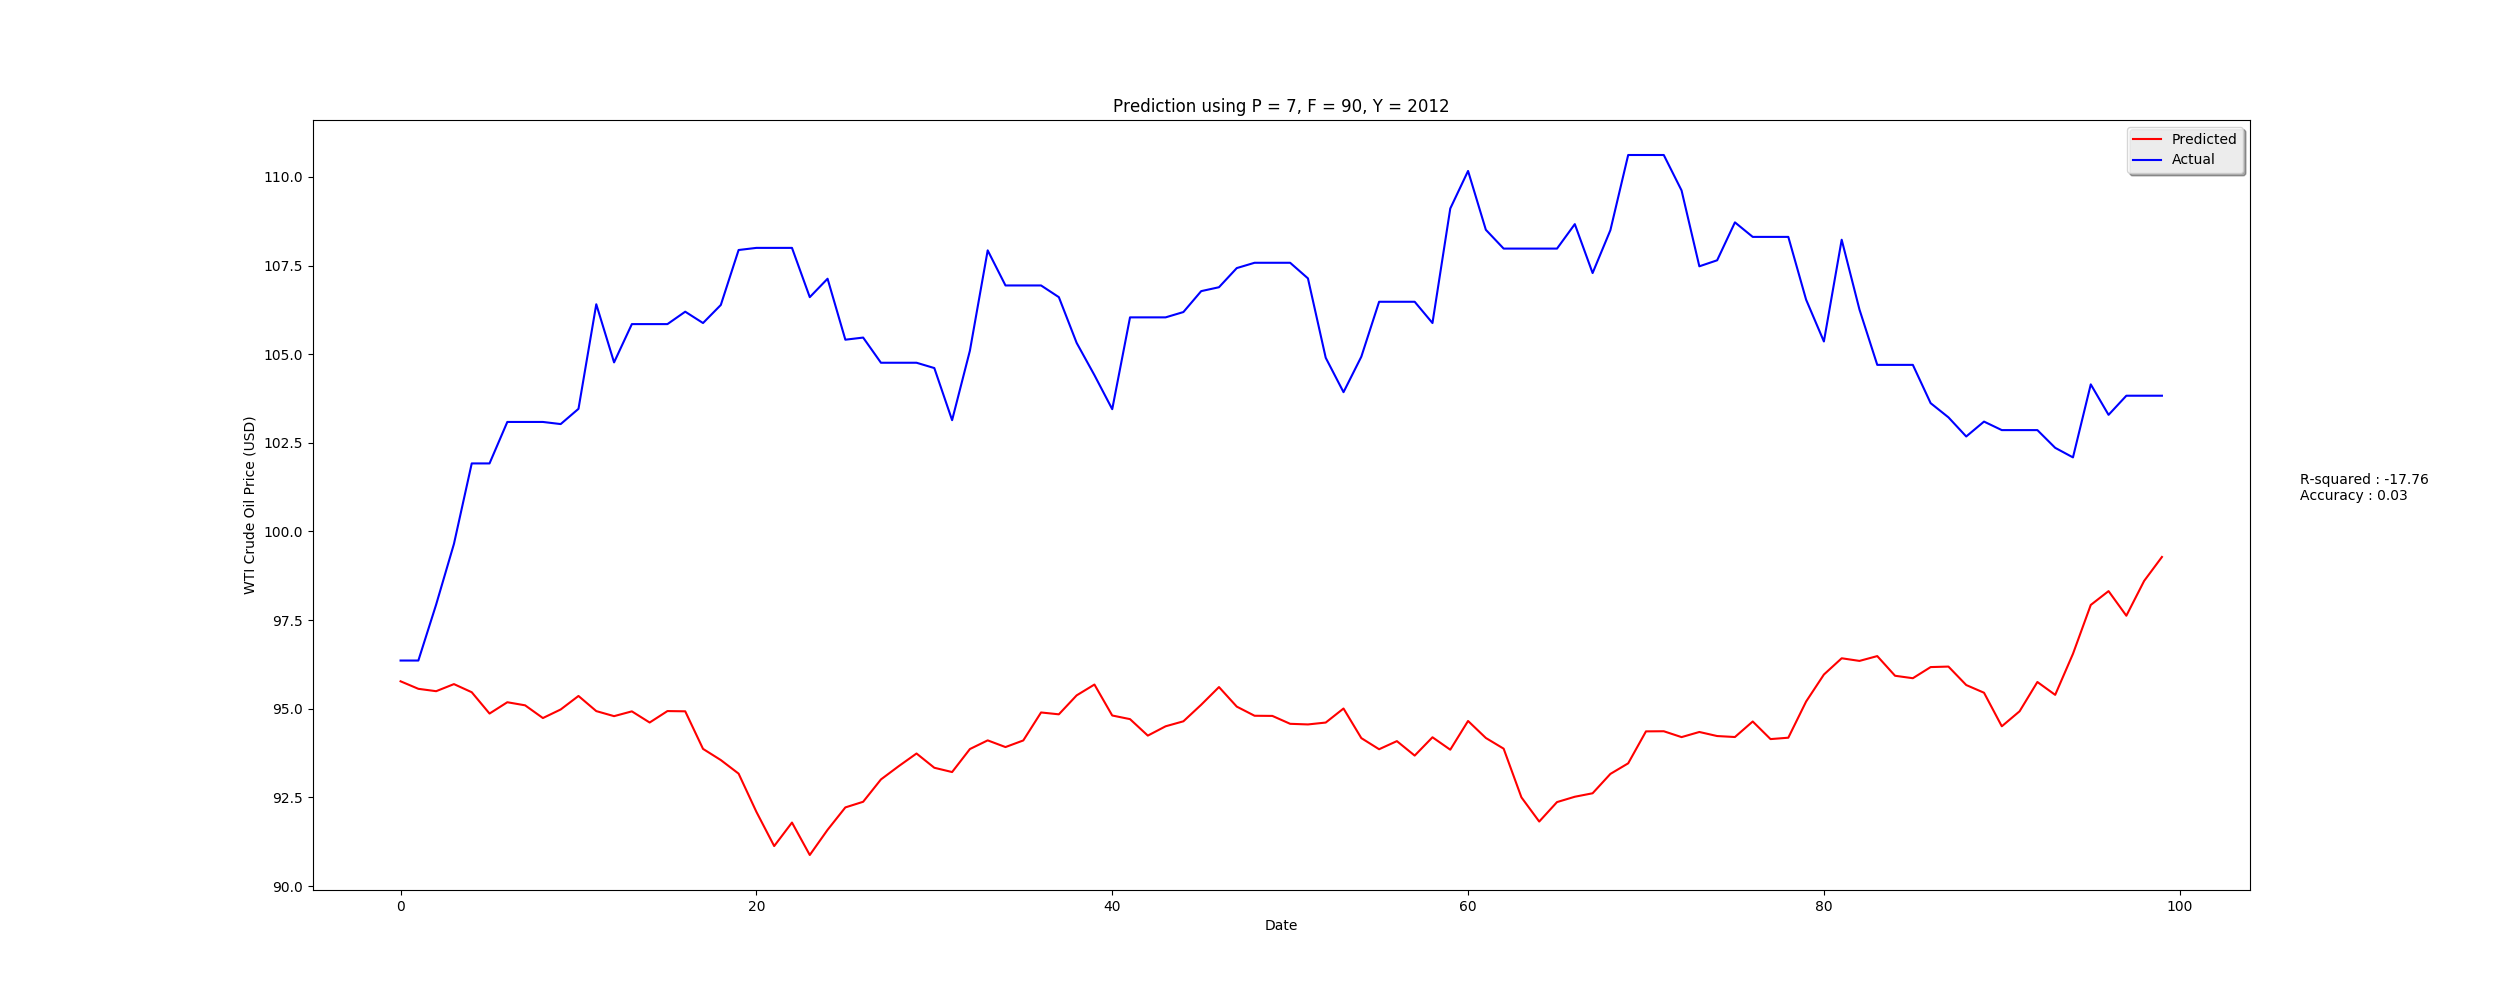 Prediction using P = 7, F = 90, Y = 2012
Predicted
Actual
110.0
107.5
105.0
102.5
100.0
97.5
95.0
92.5
90.0
WTI Crude Oil Price (USD)
R-squared : -17.76
Accuracy : 0.03
0 20 40 60 80 100
Date